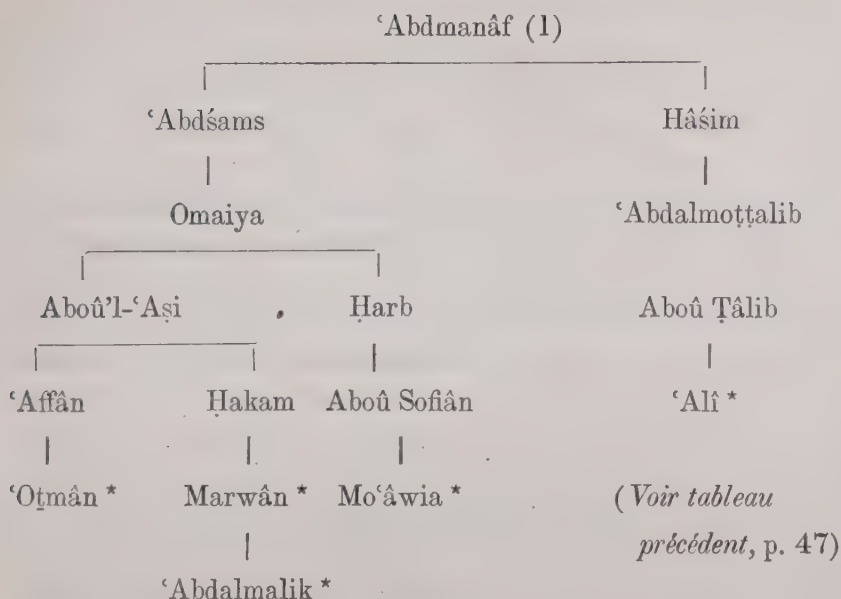 ‘Abdmanâf (1)
‘Abdśams Hâśim
Omaiya ‘Abdalmoṭṭalib
Aboû’l-‘Aṣi Ḥarb Aboû Ṭâlib
‘Affân Ḥakam Aboû Sofiân ‘Alî *
‘Oṯmân * Marwân * Mo‘âwia * (Voir tableau
précédent, p. 47)
‘Abdalmalik *